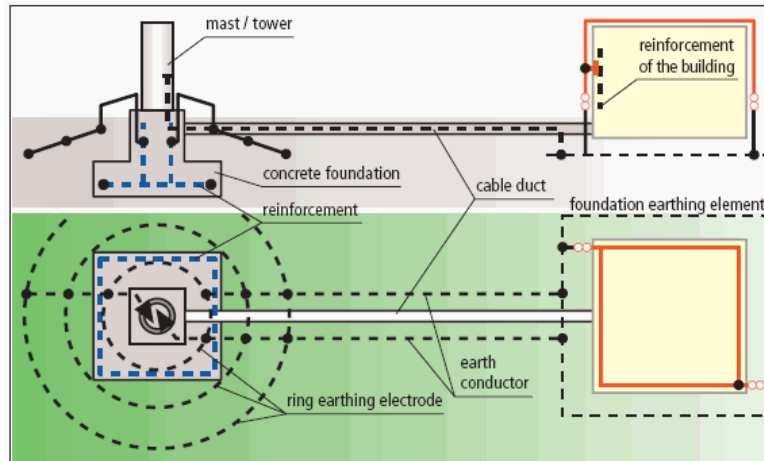 mast / tower
reinforcement
of the building
concrete foundation
cable duct
reinforcement
foundation earthing element
earth
conductor
ring earthing electrode